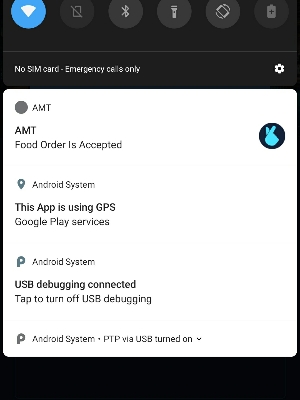 No SIM card - Emergency calls only
AMT
AMT
Food Order Is Accepted
Android System
This App is using GPS
Google Play services
Android System
USB debugging connected
Tap to turn off USB debugging
Android System • PTP via USB turned on